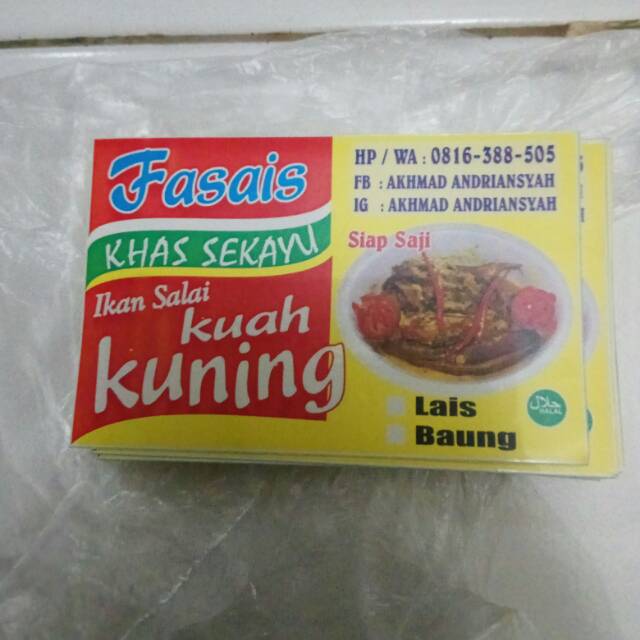 Fasais
KHAS SEKAYU
Ikan Salai
kuah
kuning
HP / WA : 0816-388-505
FB : AKHMAD ANDRIANSYAH
IG : AKHMAD ANDRIANSYAH
Siap Saji
Lais
Baung
حلال
HALAL